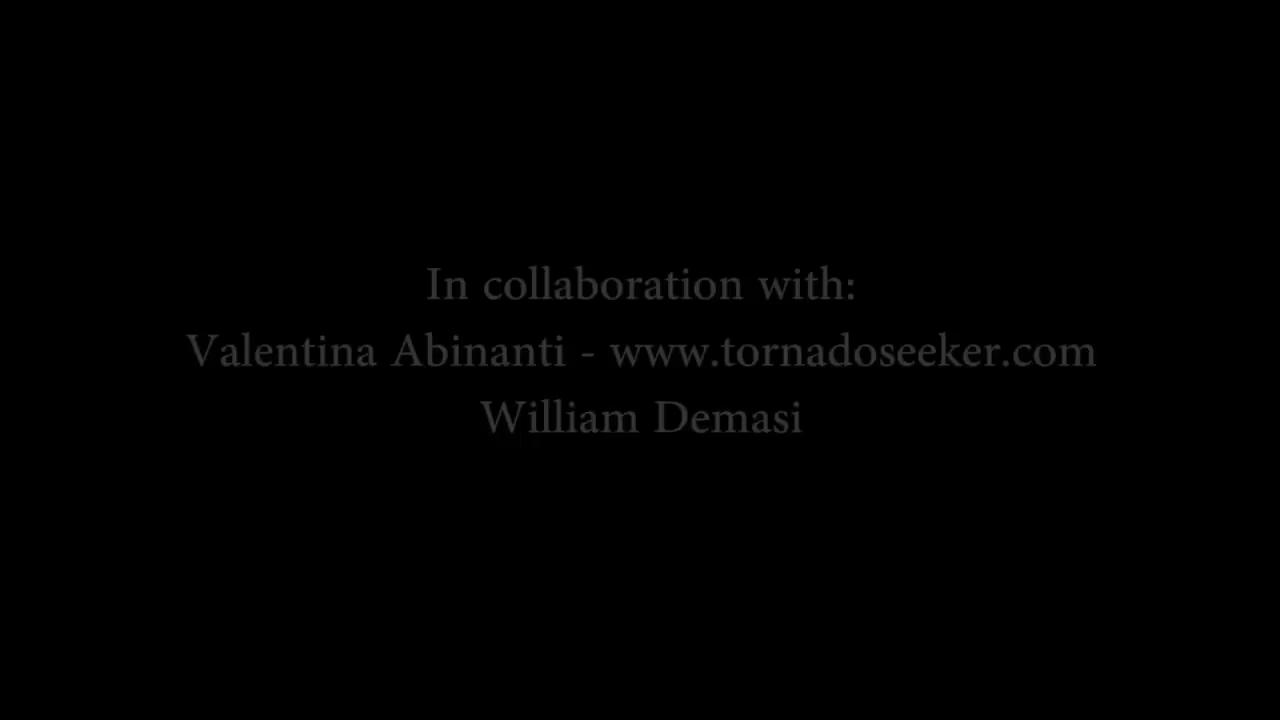 In collaboration with:
Valentina Abinanti - www.tornadoseeker.com
William Demasi